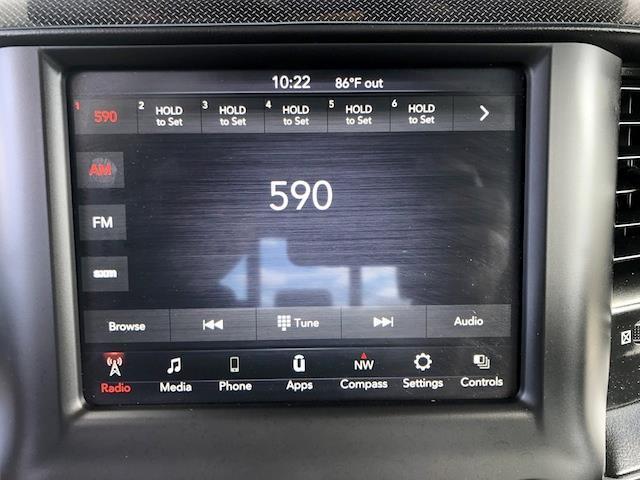 10:22 86°F out
1 590 2 HOLD to Set 3 HOLD to Set 4 HOLD to Set 5 HOLD to Set 6 HOLD to Set
AM
590
FM
sxm
Browse Tune Audio
NW
Radio Media Phone Apps Compass Settings Controls